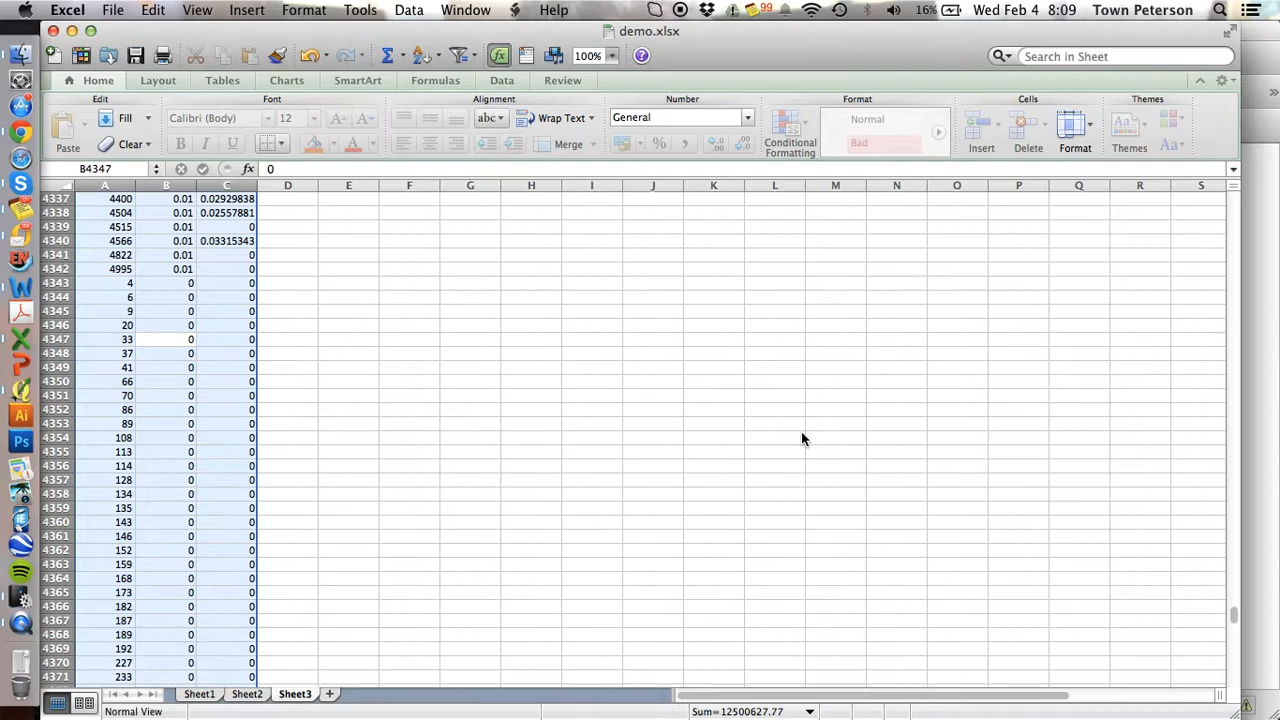 Excel File Edit View Insert Format Tools Data Window Help 99 16% Wed Feb 4 8:09 Town Peterson
demo.xlsx
100% Search in Sheet
Home Layout Tables Charts SmartArt Formulas Data Review
Edit Font Alignment Number Format Cells Themes
Fill Calibri (Body) 12 abc Wrap Text General Normal
Paste Clear B I U A Merge % Conditional Formatting Bad Insert Delete Format Themes Aa
B4347 fx 0
A B C D E F G H I J K L M N O P Q R S
4337 4400 0.01 0.02929838
4338 4504 0.01 0.02557881
4339 4515 0.01 0
4340 4566 0.01 0.03315343
4341 4822 0.01 0
4342 4995 0.01 0
4343 4 0 0
4344 6 0 0
4345 9 0 0
4346 20 0 0
4347 33 0 0
4348 37 0 0
4349 41 0 0
4350 66 0 0
4351 70 0 0
4352 86 0 0
4353 89 0 0
4354 108 0 0
4355 113 0 0
4356 114 0 0
4357 128 0 0
4358 134 0 0
4359 135 0 0
4360 143 0 0
4361 146 0 0
4362 152 0 0
4363 159 0 0
4364 168 0 0
4365 173 0 0
4366 182 0 0
4367 187 0 0
4368 189 0 0
4369 192 0 0
4370 227 0 0
4371 233 0 0
Sheet1 Sheet2 Sheet3
Normal View Sum=12500627.77